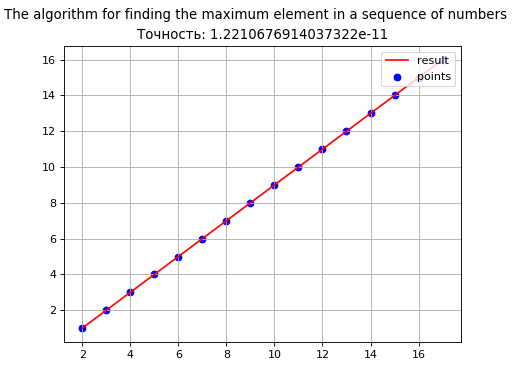 The algorithm for finding the maximum element in a sequence of numbers
Точность: 1.2210676914037322e-11
16
14
12
10
8
6
4
2
result
points
2 4 6 8 10 12 14 16